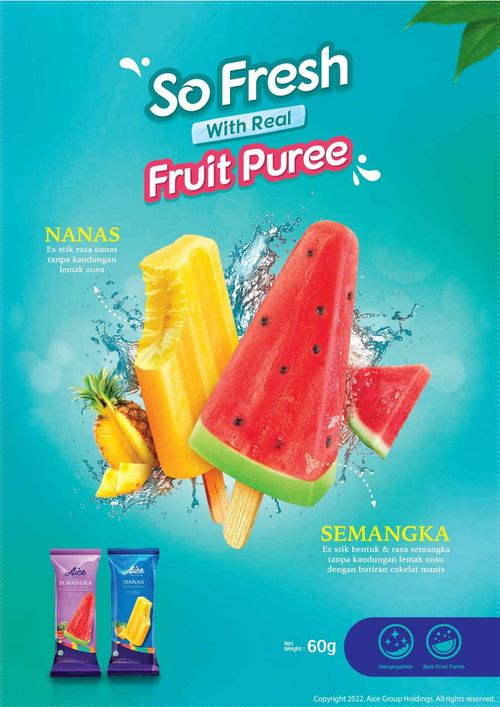 So Fresh
With Real
Fruit Puree
NANAS
Es stik rasa nanas
tanpa kandungan
lemak susu
SEMANGKA
Es stik bentuk & rasa semangka
tanpa kandungan lemak susu
dengan butiran cokelat manis
Aice
SEMANGKA
Aice
NANAS
Net
Weight : 60g
Menyegarkan
Real Fruit Puree
Copyright 2022. Aice Group Holdings. All rights reserved.